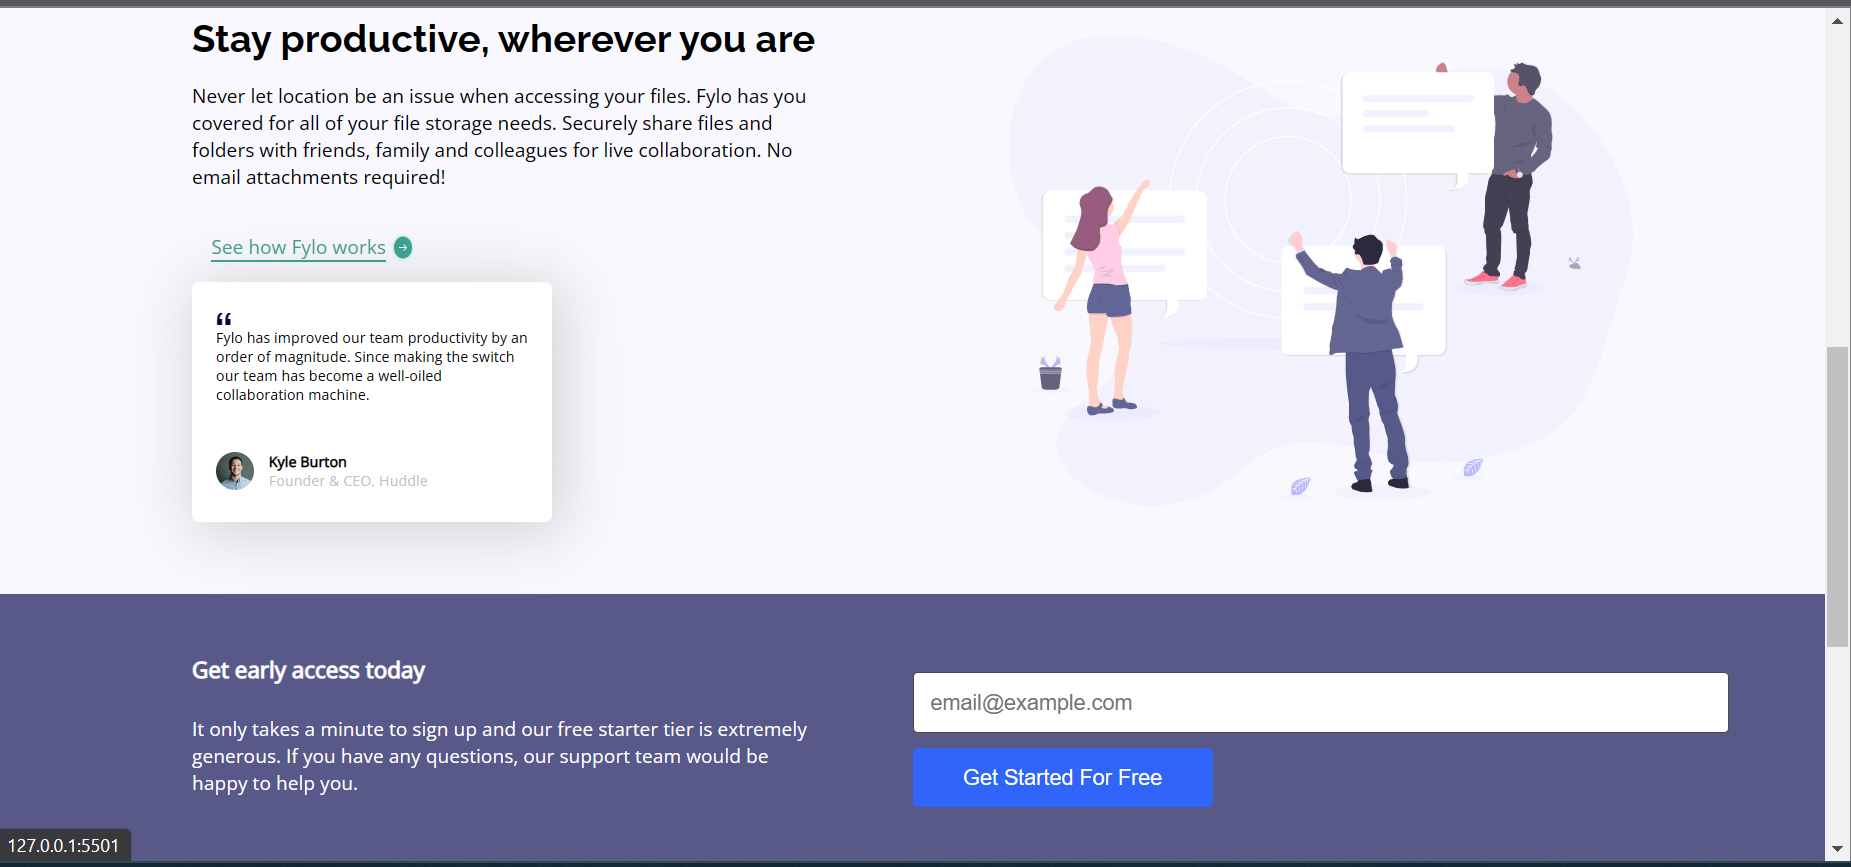 Stay productive, wherever you are
Never let location be an issue when accessing your files. Fylo has you
covered for all of your file storage needs. Securely share files and
folders with friends, family and colleagues for live collaboration. No
email attachments required!
See how Fylo works
“
Fylo has improved our team productivity by an
order of magnitude. Since making the switch
our team has become a well-oiled
collaboration machine.
Kyle Burton
Founder & CEO, Huddle
Get early access today
It only takes a minute to sign up and our free starter tier is extremely
generous. If you have any questions, our support team would be
happy to help you.
email@example.com
Get Started For Free
127.0.0.1:5501